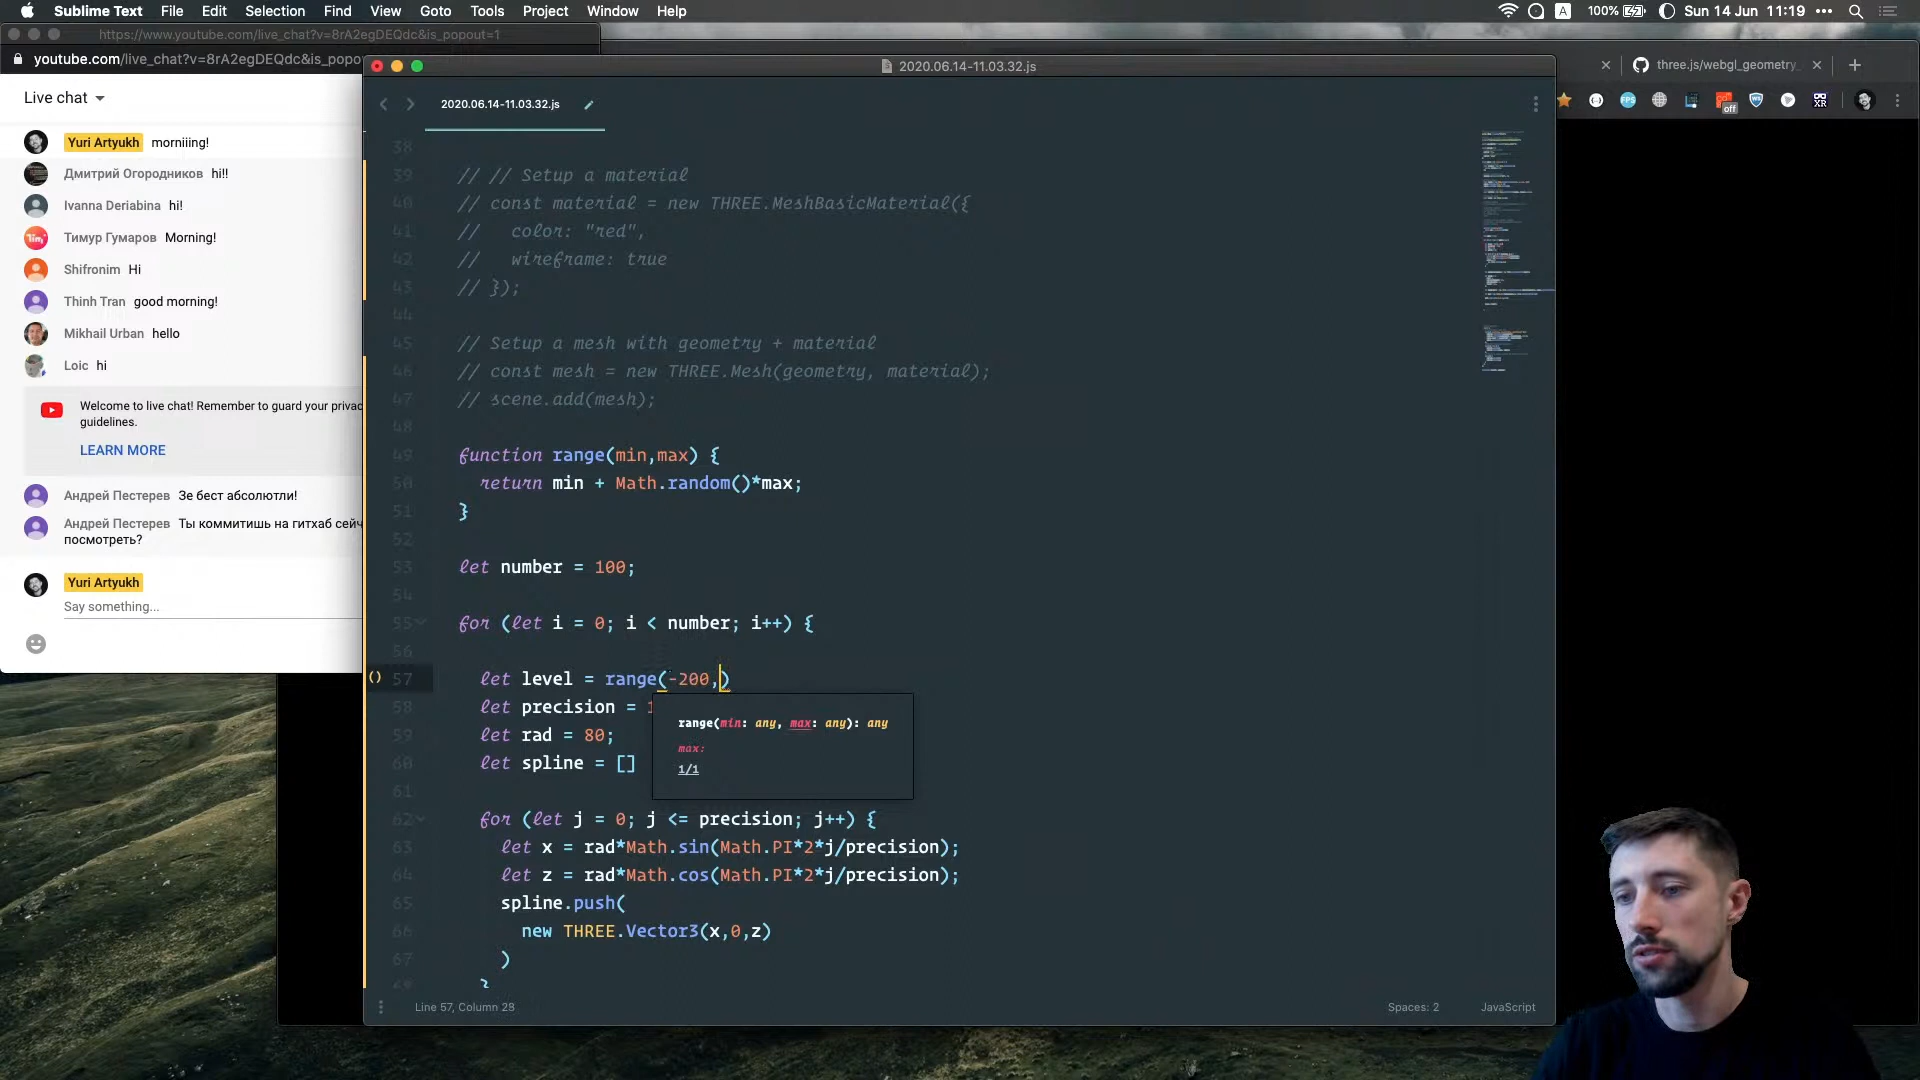 Sublime Text File Edit Selection Find View Goto Tools Project Window Help
A 100% Sun 14 Jun 11:19
https://www.youtube.com/live_chat?v=8rA2egDEQdc&is_popout=1
youtube.com/live_chat?v=8rA2egDEQdc&is_popo
2020.06.14-11.03.32.js
three.js/webgl_geometry_
FPS
off
XR
Live chat
2020.06.14-11.03.32.js
Yuri Artyukh morniiing!
Дмитрий Огородников hi!!
Ivanna Deriabina hi!
Тимур Гумаров Morning!
Shifronim Hi
Thinh Tran good morning!
Mikhail Urban hello
Loic hi
Welcome to live chat! Remember to guard your privac
guidelines.
LEARN MORE
Андрей Пестерев Зе бест абсолютли!
Андрей Пестерев Ты коммитишь на гитхаб сейч
посмотреть?
Yuri Artyukh
Say something...
38
39 // // Setup a material
40 // const material = new THREE.MeshBasicMaterial({
41 //   color: "red",
42 //   wireframe: true
43 // });
44
45 // Setup a mesh with geometry + material
46 // const mesh = new THREE.Mesh(geometry, material);
47 // scene.add(mesh);
48
49 function range(min,max) {
50   return min + Math.random()*max;
51 }
52
53 let number = 100;
54
55 for (let i = 0; i < number; i++) {
56
57   let level = range(-200,)
58   let precision = 1
range(min: any, max: any): any
59   let rad = 80;
max:
60   let spline = []
1/1
61
62   for (let j = 0; j <= precision; j++) {
63     let x = rad*Math.sin(Math.PI*2*j/precision);
64     let z = rad*Math.cos(Math.PI*2*j/precision);
65     spline.push(
66       new THREE.Vector3(x,0,z)
67     )
68   }
Line 57, Column 28
Spaces: 2
JavaScript